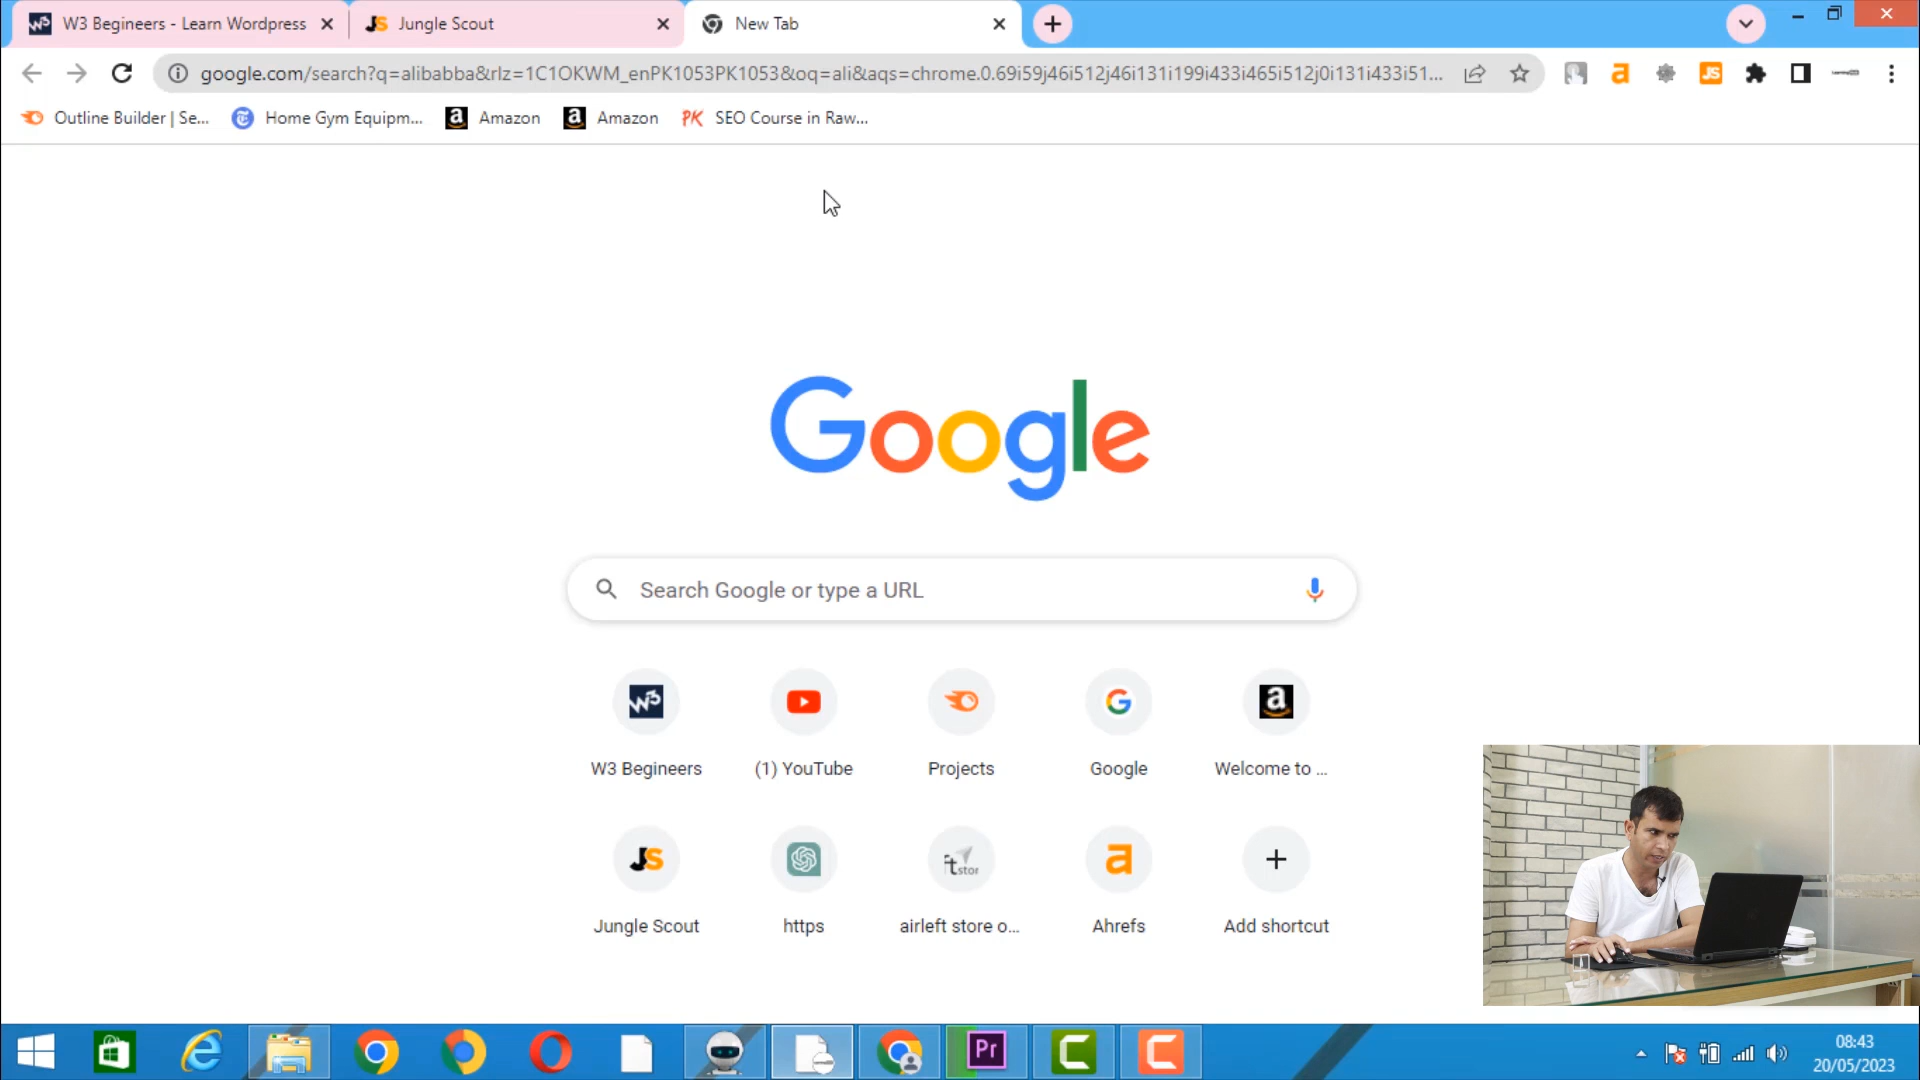 W3 Begineers - Learn Wordpress
Jungle Scout
New Tab
google.com/search?q=alibabba&rlz=1C1OKWM_enPK1053PK1053&oq=ali&aqs=chrome.0.69i59j46i512j46i131i199i433i465i512j0i131i433i51...
JS
Outline Builder | Se...
Home Gym Equipm...
Amazon
Amazon
PK SEO Course in Raw...
Google
Search Google or type a URL
W3 Begineers
(1) YouTube
Projects
Google
Welcome to ...
Jungle Scout
https
airleft store o...
Ahrefs
Add shortcut
Pr
08:43
20/05/2023